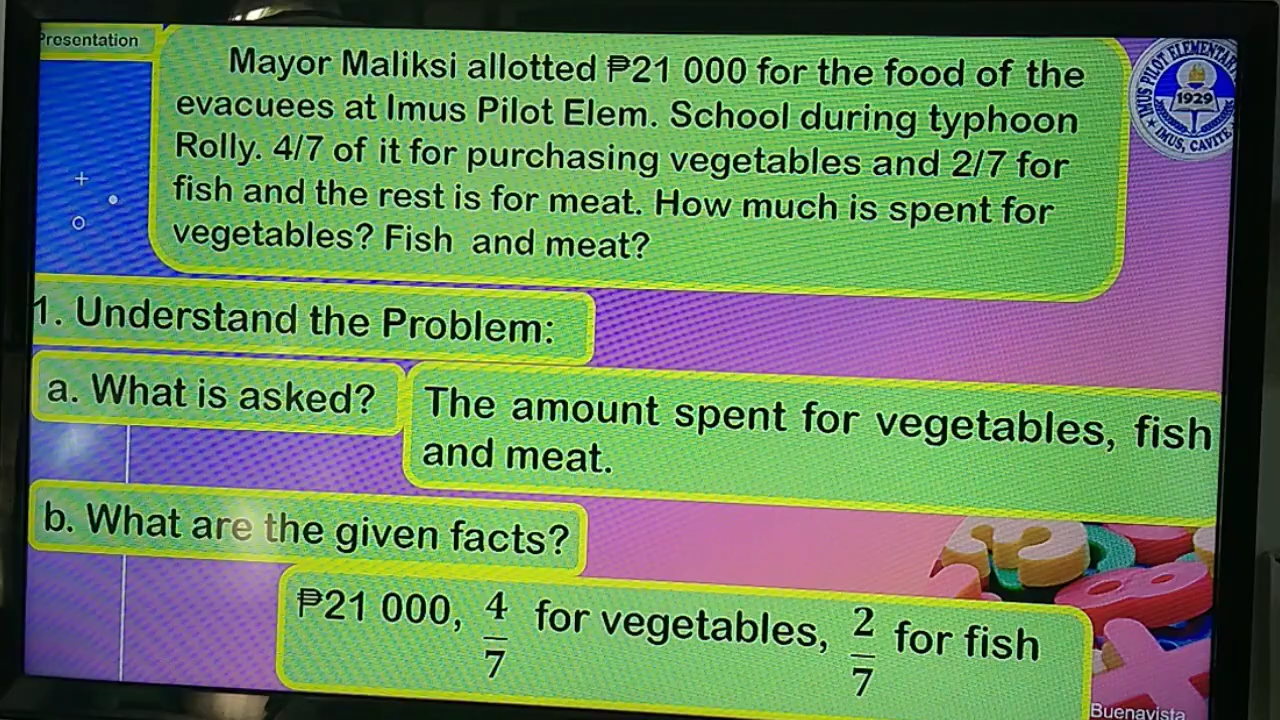 Presentation
Mayor Maliksi allotted ₱21 000 for the food of the
evacuees at Imus Pilot Elem. School during typhoon
Rolly. 4/7 of it for purchasing vegetables and 2/7 for
fish and the rest is for meat. How much is spent for
vegetables? Fish and meat?
IMUS PILOT ELEMENTARY
1929
IMUS, CAVITE
1. Understand the Problem:
a. What is asked?
The amount spent for vegetables, fish
and meat.
b. What are the given facts?
₱21 000, 4/7 for vegetables, 2/7 for fish
Buenavista